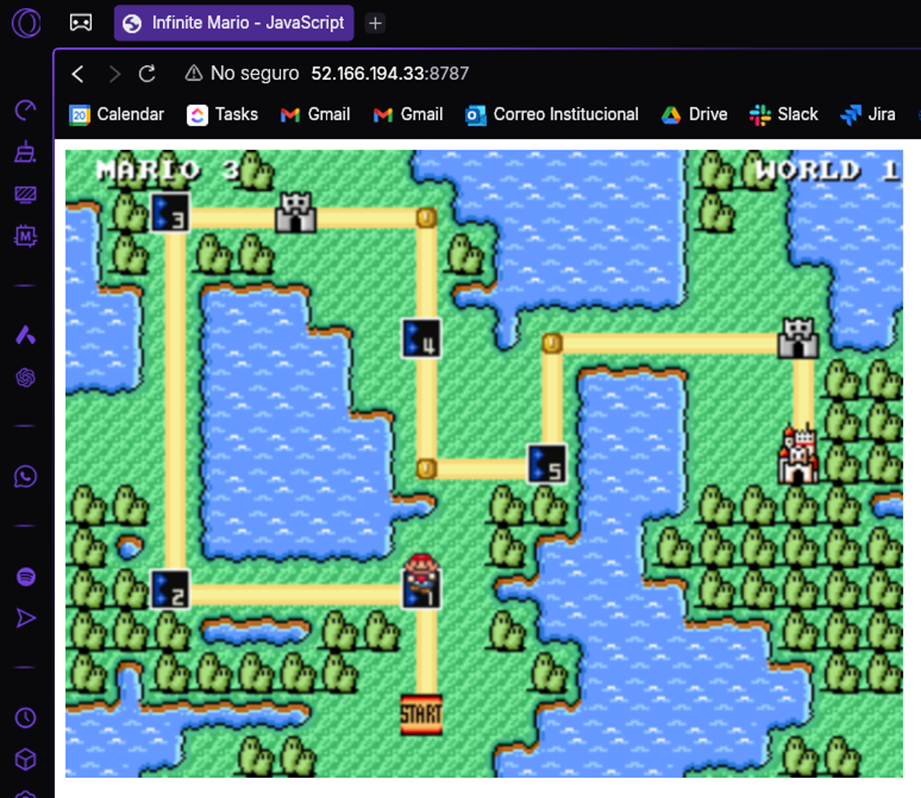 Infinite Mario - JavaScript
No seguro 52.166.194.33:8787
20 Calendar Tasks Gmail Gmail Correo Institucional Drive Slack Jira
MARIO 3 WORLD 1
3
4
5
2 1
START
M